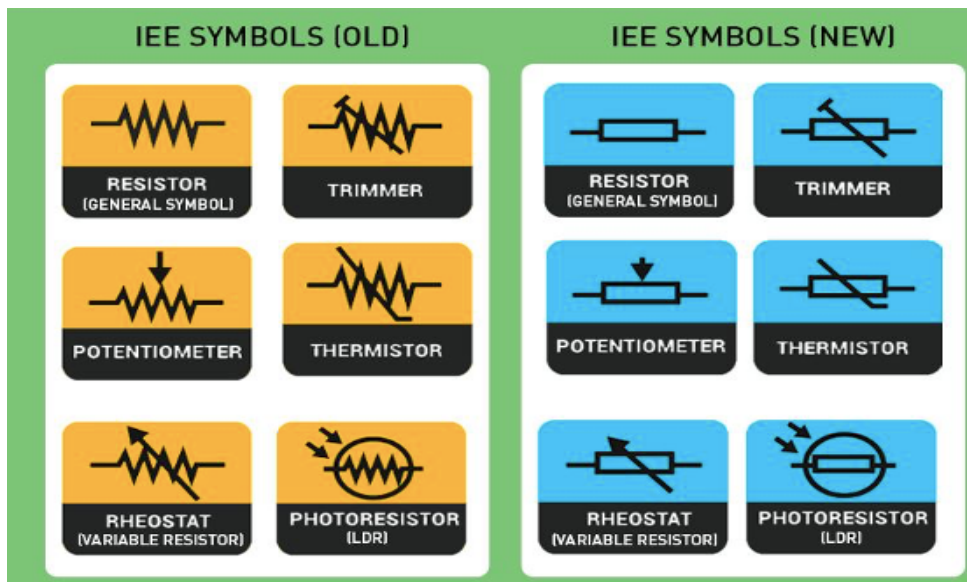 IEE SYMBOLS (OLD)
RESISTOR
(GENERAL SYMBOL)
TRIMMER
POTENTIOMETER
THERMISTOR
RHEOSTAT
(VARIABLE RESISTOR)
PHOTORESISTOR
(LDR)
IEE SYMBOLS (NEW)
RESISTOR
(GENERAL SYMBOL)
TRIMMER
POTENTIOMETER
THERMISTOR
RHEOSTAT
(VARIABLE RESISTOR)
PHOTORESISTOR
(LDR)